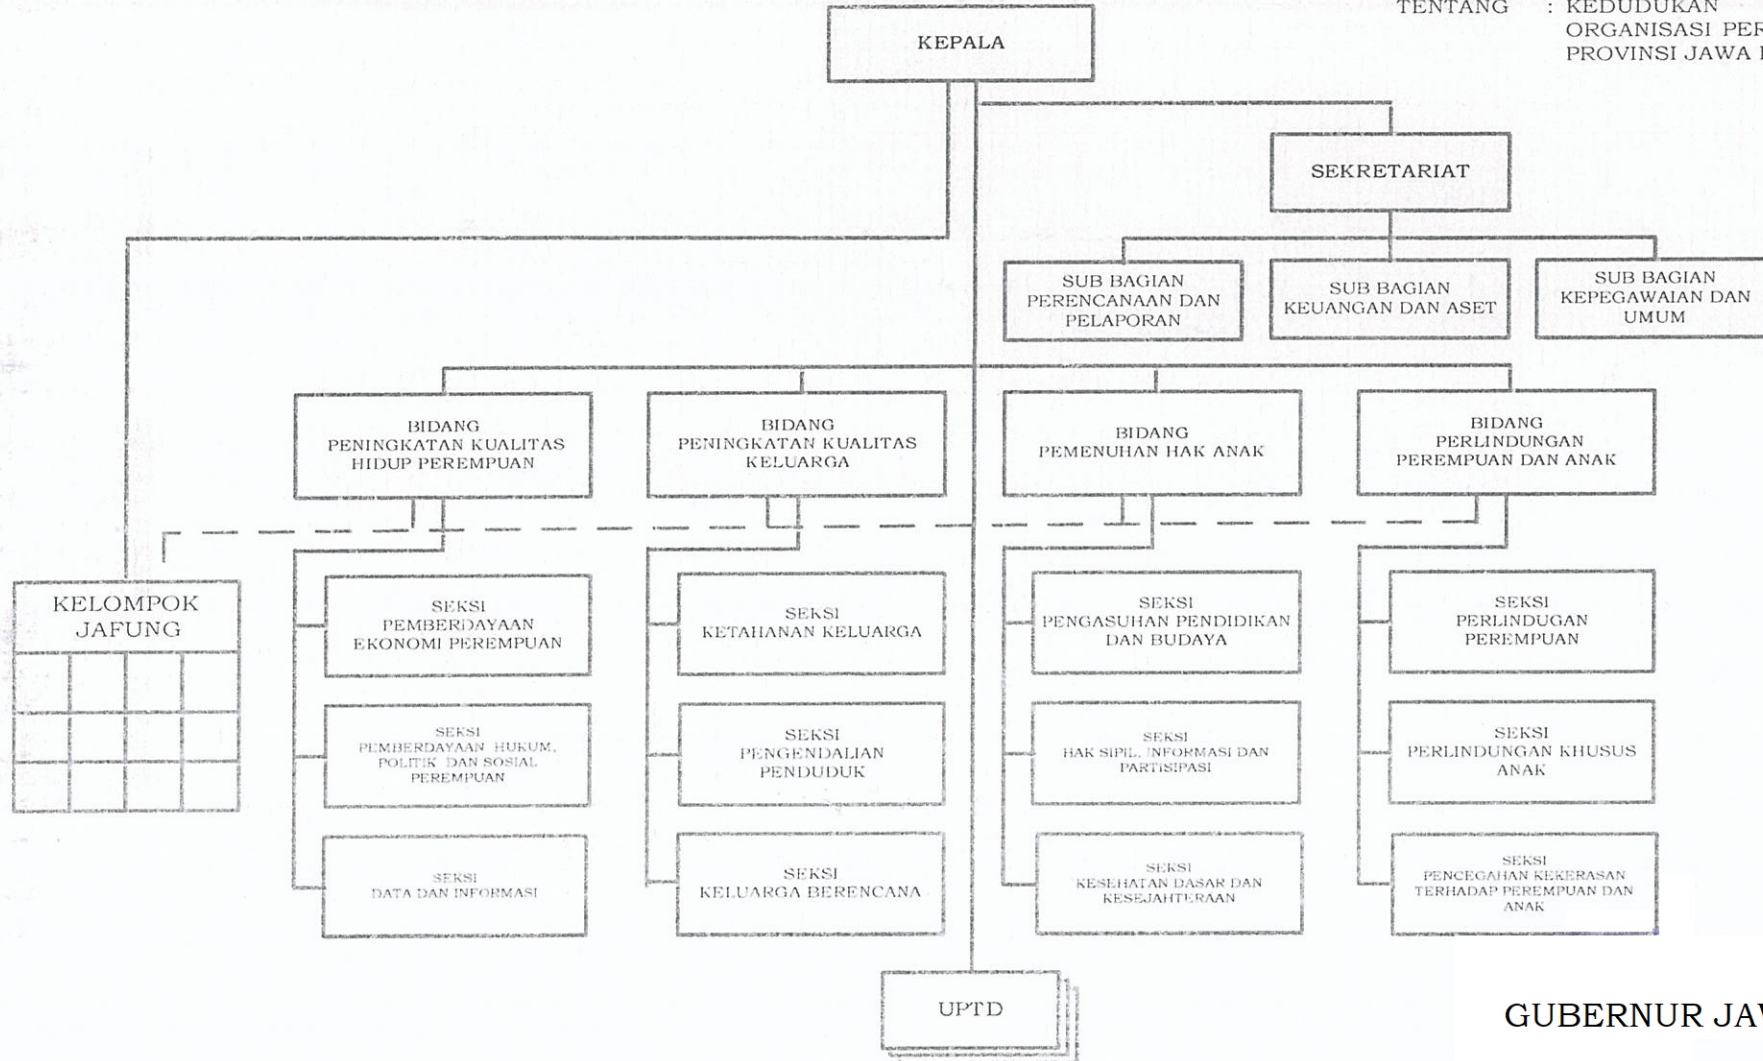 TENTANG : KEDUDUKAN
ORGANISASI PER
PROVINSI JAWA
KEPALA
SEKRETARIAT
SUB BAGIAN
PERENCANAAN DAN
PELAPORAN
SUB BAGIAN
KEUANGAN DAN ASET
SUB BAGIAN
KEPEGAWAIAN DAN
UMUM
BIDANG
PENINGKATAN KUALITAS
HIDUP PEREMPUAN
BIDANG
PENINGKATAN KUALITAS
KELUARGA
BIDANG
PEMENUHAN HAK ANAK
BIDANG
PERLINDUNGAN
PEREMPUAN DAN ANAK
KELOMPOK
JAFUNG
SEKSI
PEMBERDAYAAN
EKONOMI PEREMPUAN
SEKSI
KETAHANAN KELUARGA
SEKSI
PENGASUHAN PENDIDIKAN
DAN BUDAYA
SEKSI
PERLINDUGAN
PEREMPUAN
SEKSI
PEMBERDAYAAN HUKUM,
POLITIK DAN SOSIAL
PEREMPUAN
SEKSI
PENGENDALIAN
PENDUDUK
SEKSI
HAK SIPIL, INFORMASI DAN
PARTISIPASI
SEKSI
PERLINDUNGAN KHUSUS
ANAK
SEKSI
DATA DAN INFORMASI
SEKSI
KELUARGA BERENCANA
SEKSI
KESEHATAN DASAR DAN
KESEJAHTERAAN
SEKSI
PENCEGAHAN KEKERASAN
TERHADAP PEREMPUAN DAN
ANAK
UPTD
GUBERNUR